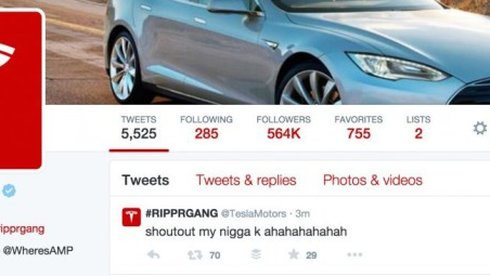 TWEETS FOLLOWING FOLLOWERS FAVORITES LISTS
5,525 285 564K 755 2
Tweets Tweets & replies Photos & videos
#RIPPRGANG @TeslaMotors · 3m
shoutout my nigga k ahahahahahah
70 29
ripprgang
@WheresAMP